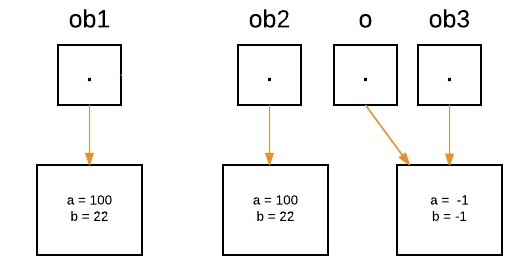 ob1 ob2 o ob3
a = 100 a = 100 a = -1
b = 22 b = 22 b = -1